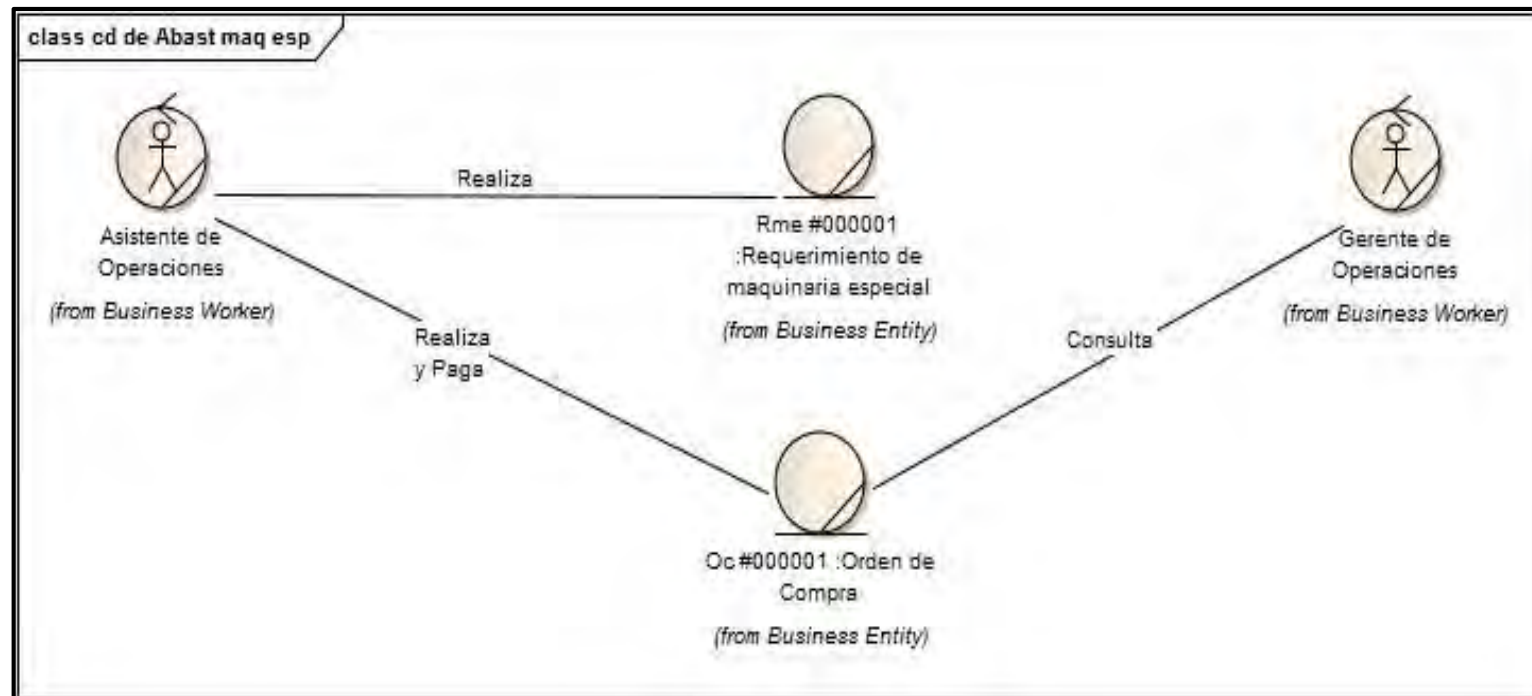 class cd de Abast maq esp
Realiza
Asistente de
Operaciones
(from Business Worker)
Rme #000001
:Requerimiento de
maquinaria especial
(from Business Entity)
Gerente de
Operaciones
(from Business Worker)
Realiza
y Paga
Consulta
Oc #000001 :Orden de
Compra
(from Business Entity)